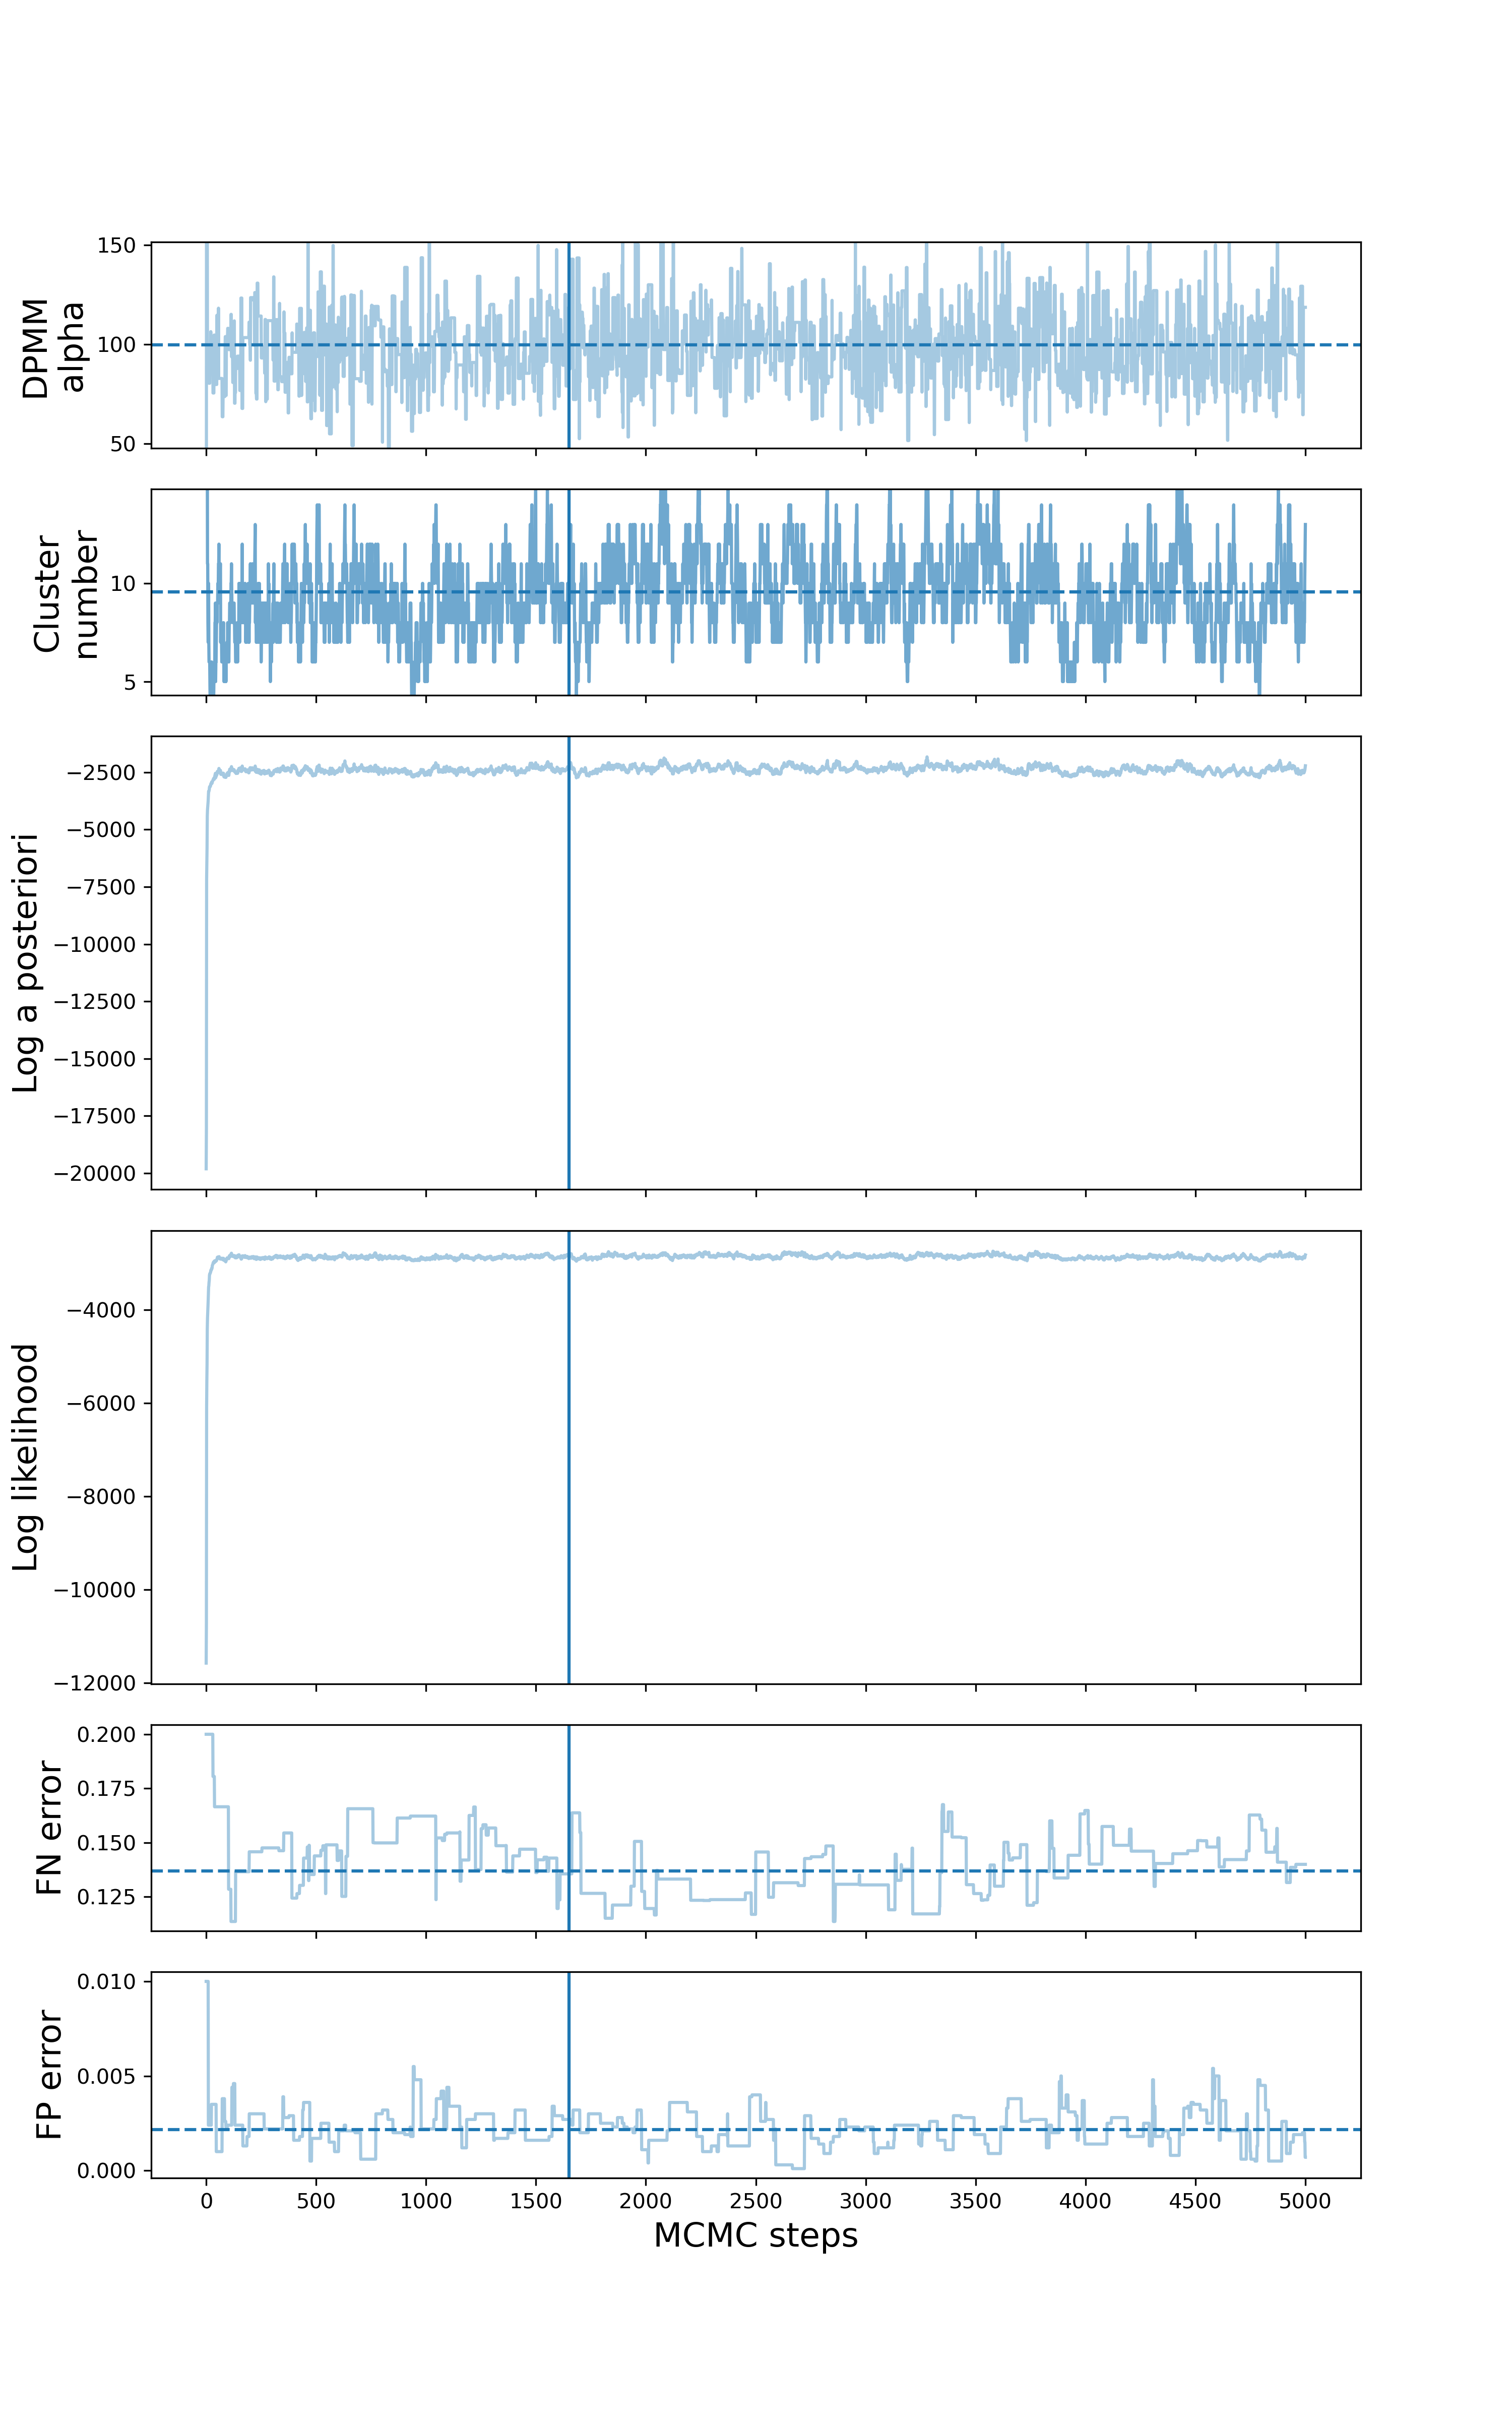 DPMM
alpha
150
100
50
Cluster
number
10
5
Log a posteriori
−2500
−5000
−7500
−10000
−12500
−15000
−17500
−20000
Log likelihood
−4000
−6000
−8000
−10000
−12000
FN error
0.200
0.175
0.150
0.125
FP error
0.010
0.005
0.000
0 500 1000 1500 2000 2500 3000 3500 4000 4500 5000
MCMC steps